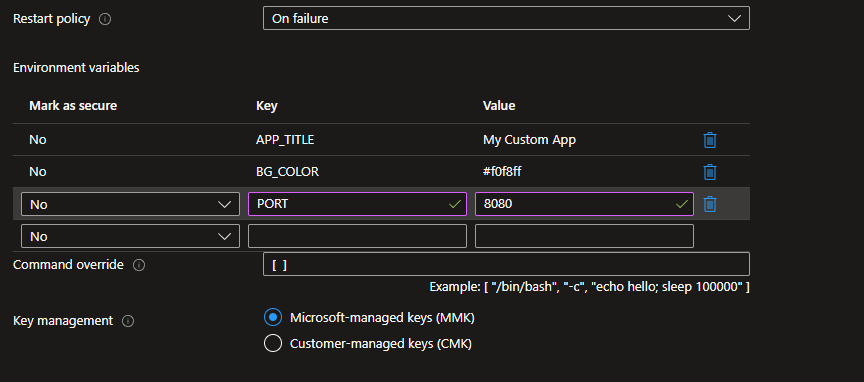 Restart policy
On failure
Environment variables
Mark as secure Key Value
No APP_TITLE My Custom App
No BG_COLOR #f0f8ff
No PORT 8080
No
Command override [ ]
Example: [ "/bin/bash", "-c", "echo hello; sleep 100000" ]
Key management Microsoft-managed keys (MMK)
Customer-managed keys (CMK)